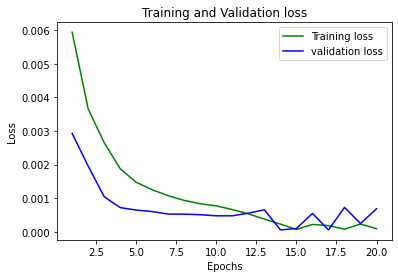 Training and Validation loss
Training loss
validation loss
0.006
0.005
0.004
0.003
0.002
0.001
0.000
Loss
2.5 5.0 7.5 10.0 12.5 15.0 17.5 20.0
Epochs